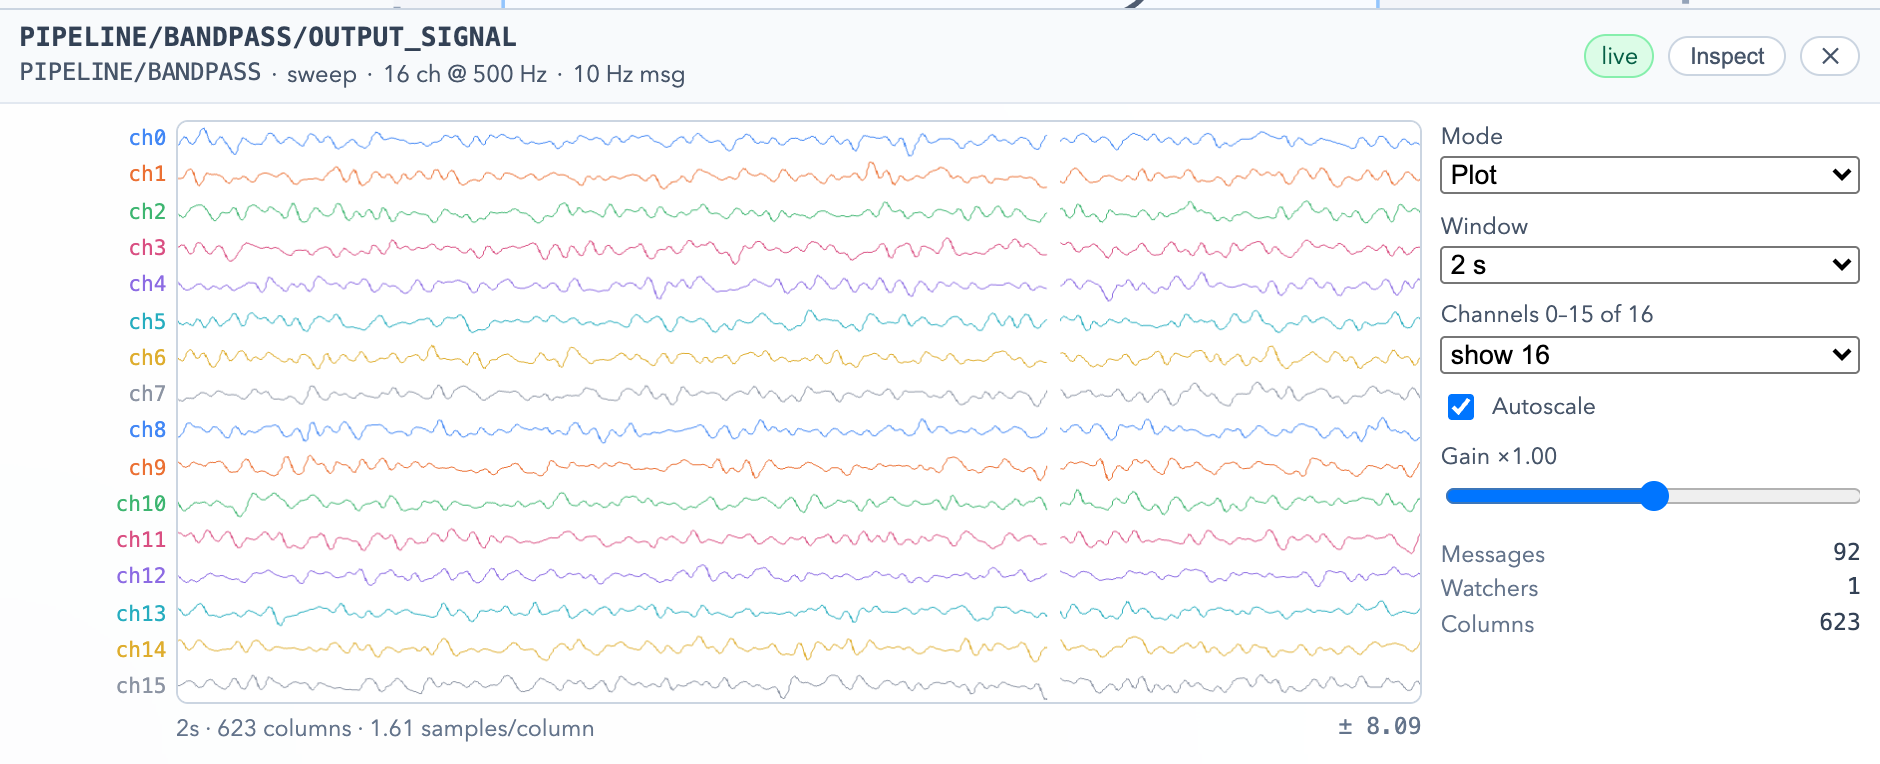 PIPELINE/BANDPASS/OUTPUT_SIGNAL
PIPELINE/BANDPASS · sweep · 16 ch @ 500 Hz · 10 Hz msg
live
Inspect
×
ch0
ch1
ch2
ch3
ch4
ch5
ch6
ch7
ch8
ch9
ch10
ch11
ch12
ch13
ch14
ch15
2s · 623 columns · 1.61 samples/column
± 8.09
Mode
Plot
Window
2 s
Channels 0–15 of 16
show 16
Autoscale
Gain ×1.00
Messages 92
Watchers 1
Columns 623